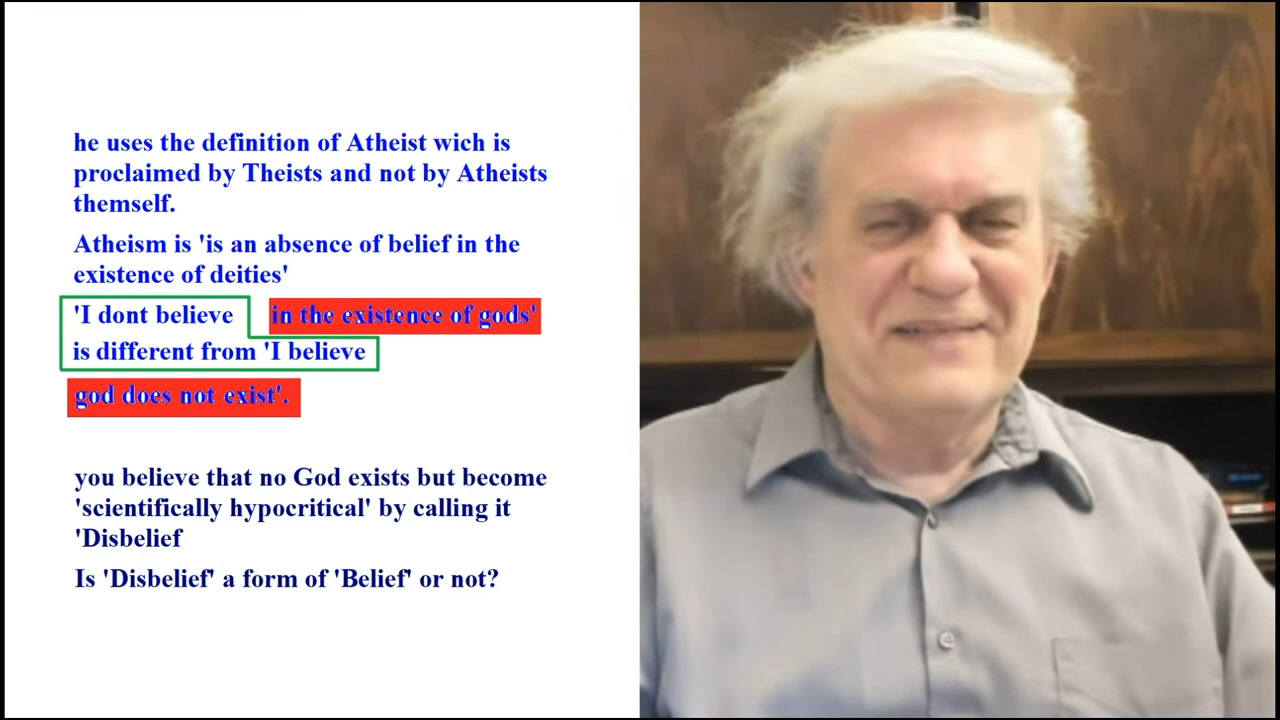 he uses the definition of Atheist wich is
proclaimed by Theists and not by Atheists
themself.
Atheism is 'is an absence of belief in the
existence of deities'
'I dont believe in the existence of gods'
is different from 'I believe
god does not exist'.
you believe that no God exists but become
'scientifically hypocritical' by calling it
'Disbelief
Is 'Disbelief' a form of 'Belief' or not?